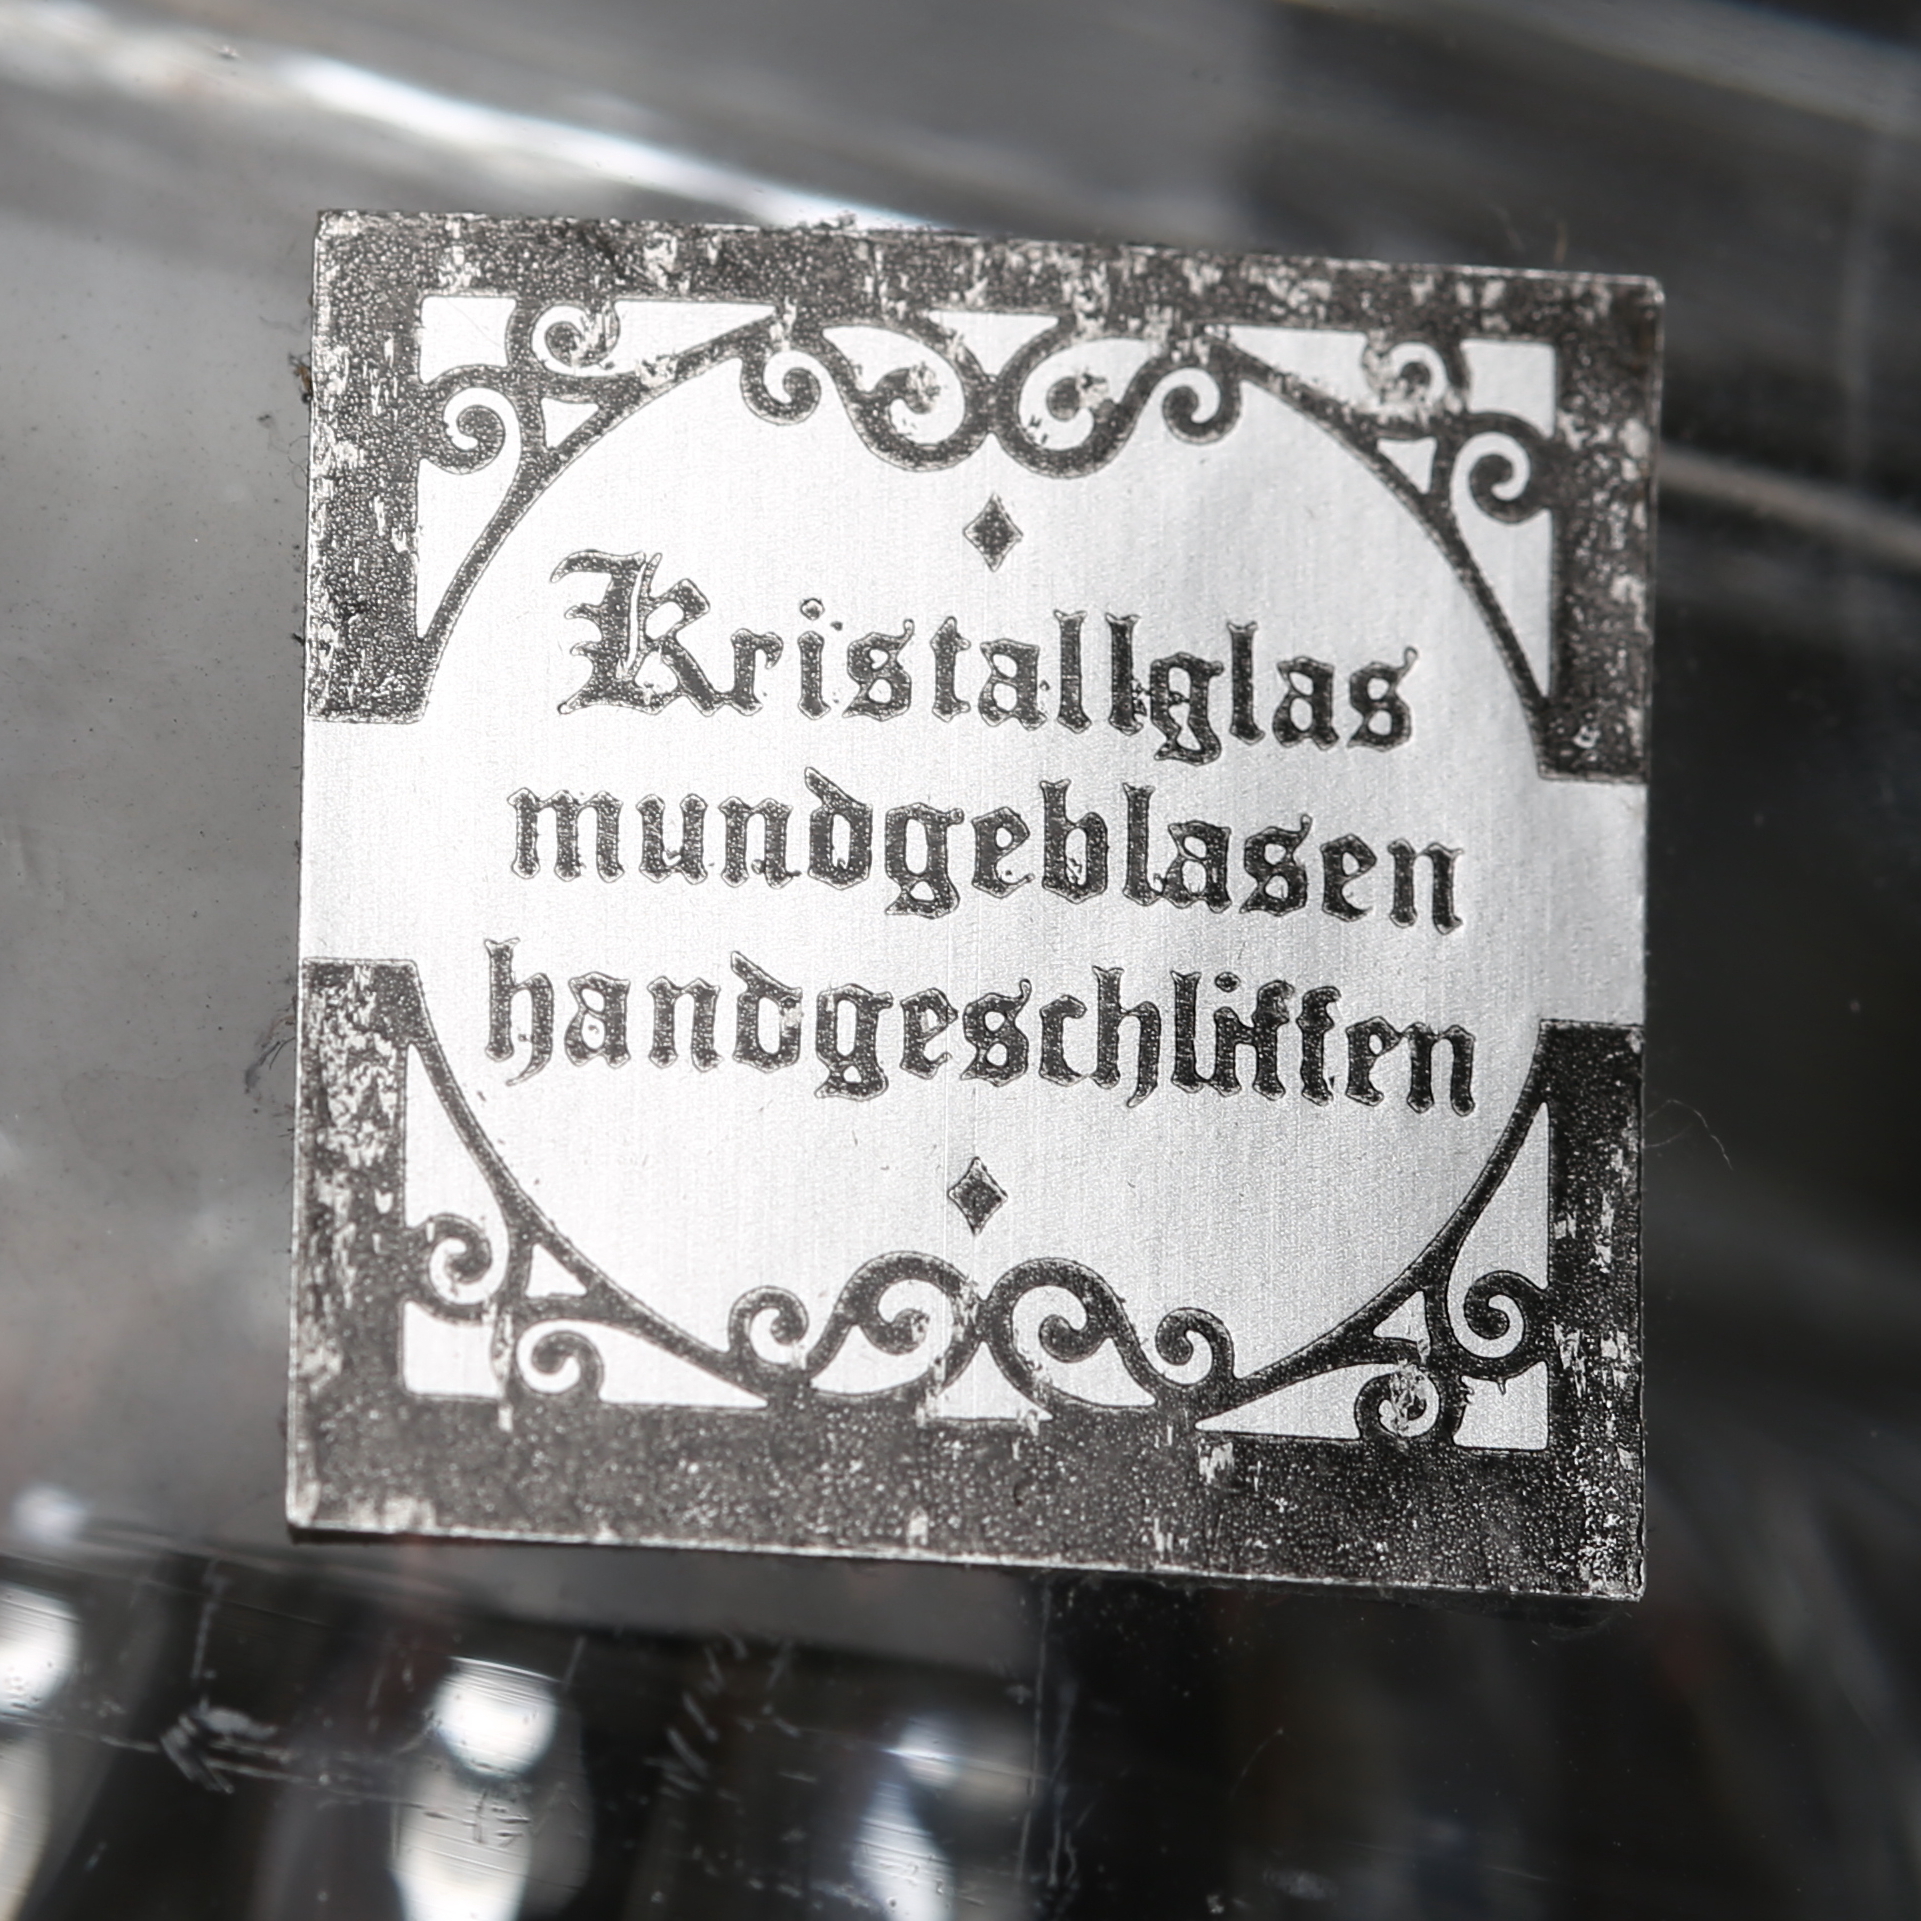 Kristallglas
mundgeblasen
handgeschliffen